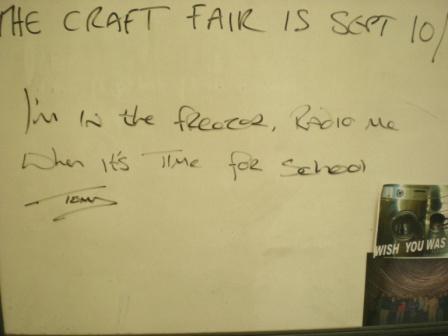 THE CRAFT FAIR IS SEPT 10/
I'm in the freezer, Radio me
when it's Time for School
WISH YOU WAS